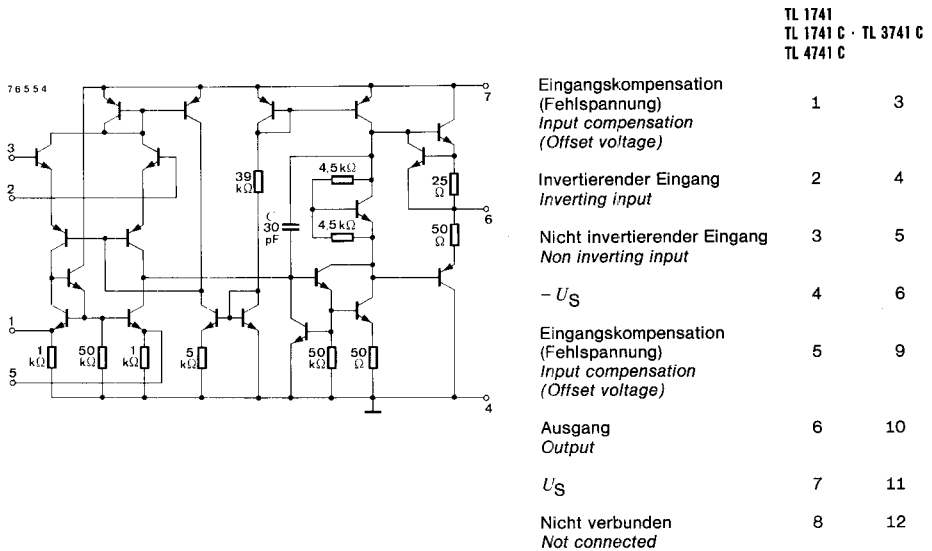 TL 1741
TL 1741 C · TL 3741 C
TL 4741 C
76554
7
3
2
39
kΩ
4,5 kΩ
C
30
pF
4,5 kΩ
25
Ω
6
50
Ω
1
1
kΩ
50
kΩ
1
kΩ
5
kΩ
50
kΩ
50
Ω
5
4
Eingangskompensation
(Fehlspannung) 1 3
Input compensation
(Offset voltage)
Invertierender Eingang 2 4
Inverting input
Nicht invertierender Eingang 3 5
Non inverting input
− US 4 6
Eingangskompensation
(Fehlspannung) 5 9
Input compensation
(Offset voltage)
Ausgang 6 10
Output
US 7 11
Nicht verbunden 8 12
Not connected